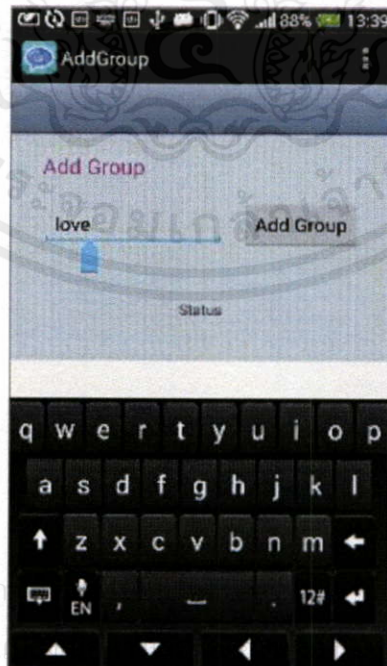 88% 13:39
AddGroup
Add Group
love Add Group
Status
q w e r t y u i o p
a s d f g h j k l
z x c v b n m
EN , . 12#